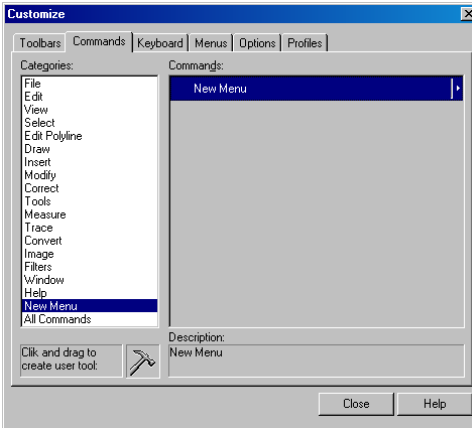 Customize
Toolbars Commands Keyboard Menus Options Profiles
Categories:
File
Edit
View
Select
Edit Polyline
Draw
Insert
Modify
Correct
Tools
Measure
Trace
Convert
Image
Filters
Window
Help
New Menu
All Commands
Commands:
New Menu
Clik and drag to
create user tool:
Description:
New Menu
Close Help